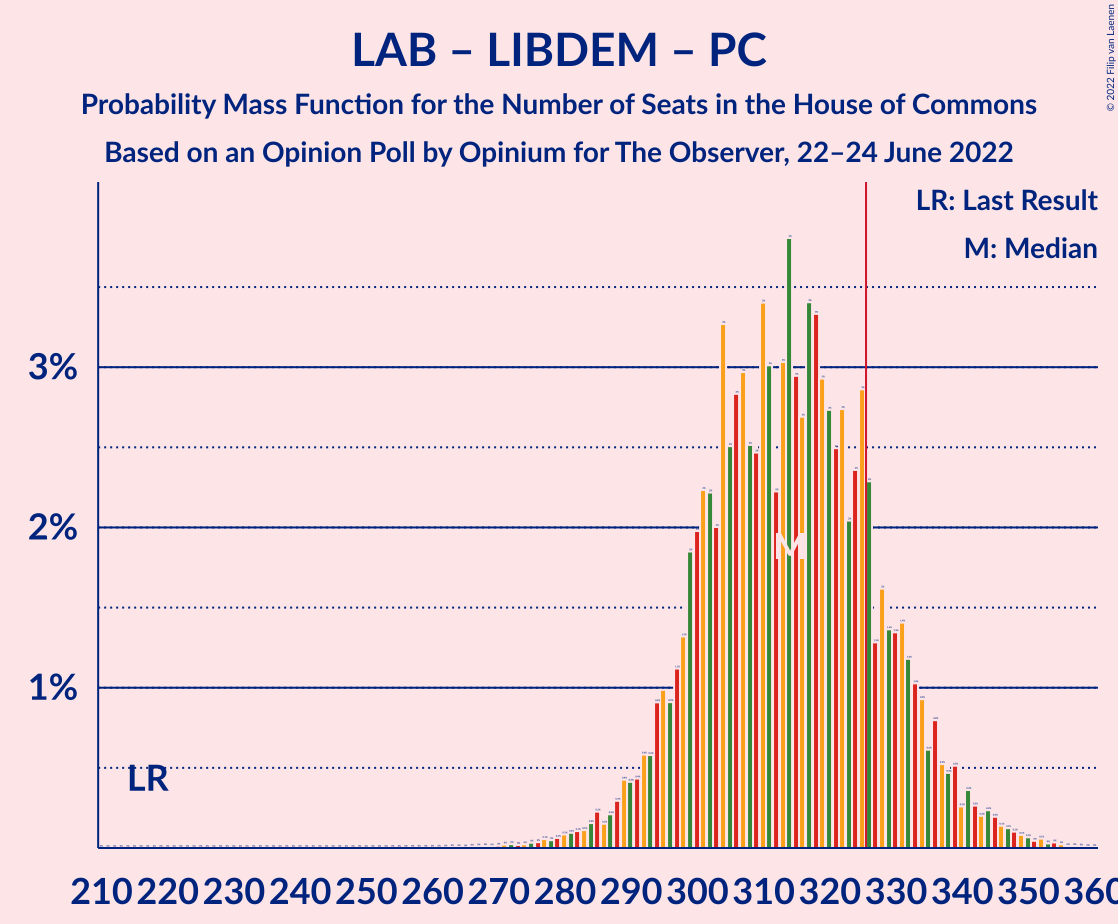 LAB – LIBDEM – PC
Probability Mass Function for the Number of Seats in the House of Commons
Based on an Opinion Poll by Opinium for The Observer, 22–24 June 2022
© 2022 Filip van Laenen
LR: Last Result
M: Median
3%
2%
1%
M
LR
210 220 230 240 250 260 270 280 290 300 310 320 330 340 350 360